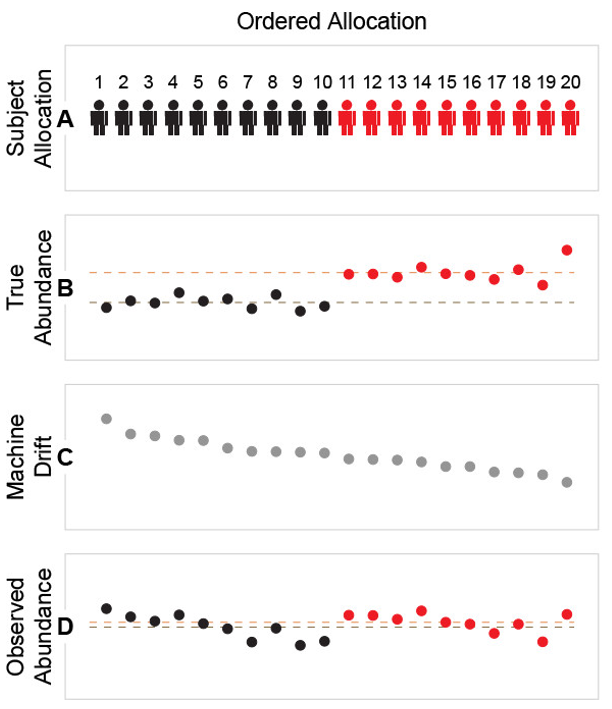 Ordered Allocation
Subject
Allocation
A
1 2 3 4 5 6 7 8 9 10 11 12 13 14 15 16 17 18 19 20
True
Abundance
B
Machine
Drift
C
Observed
Abundance
D